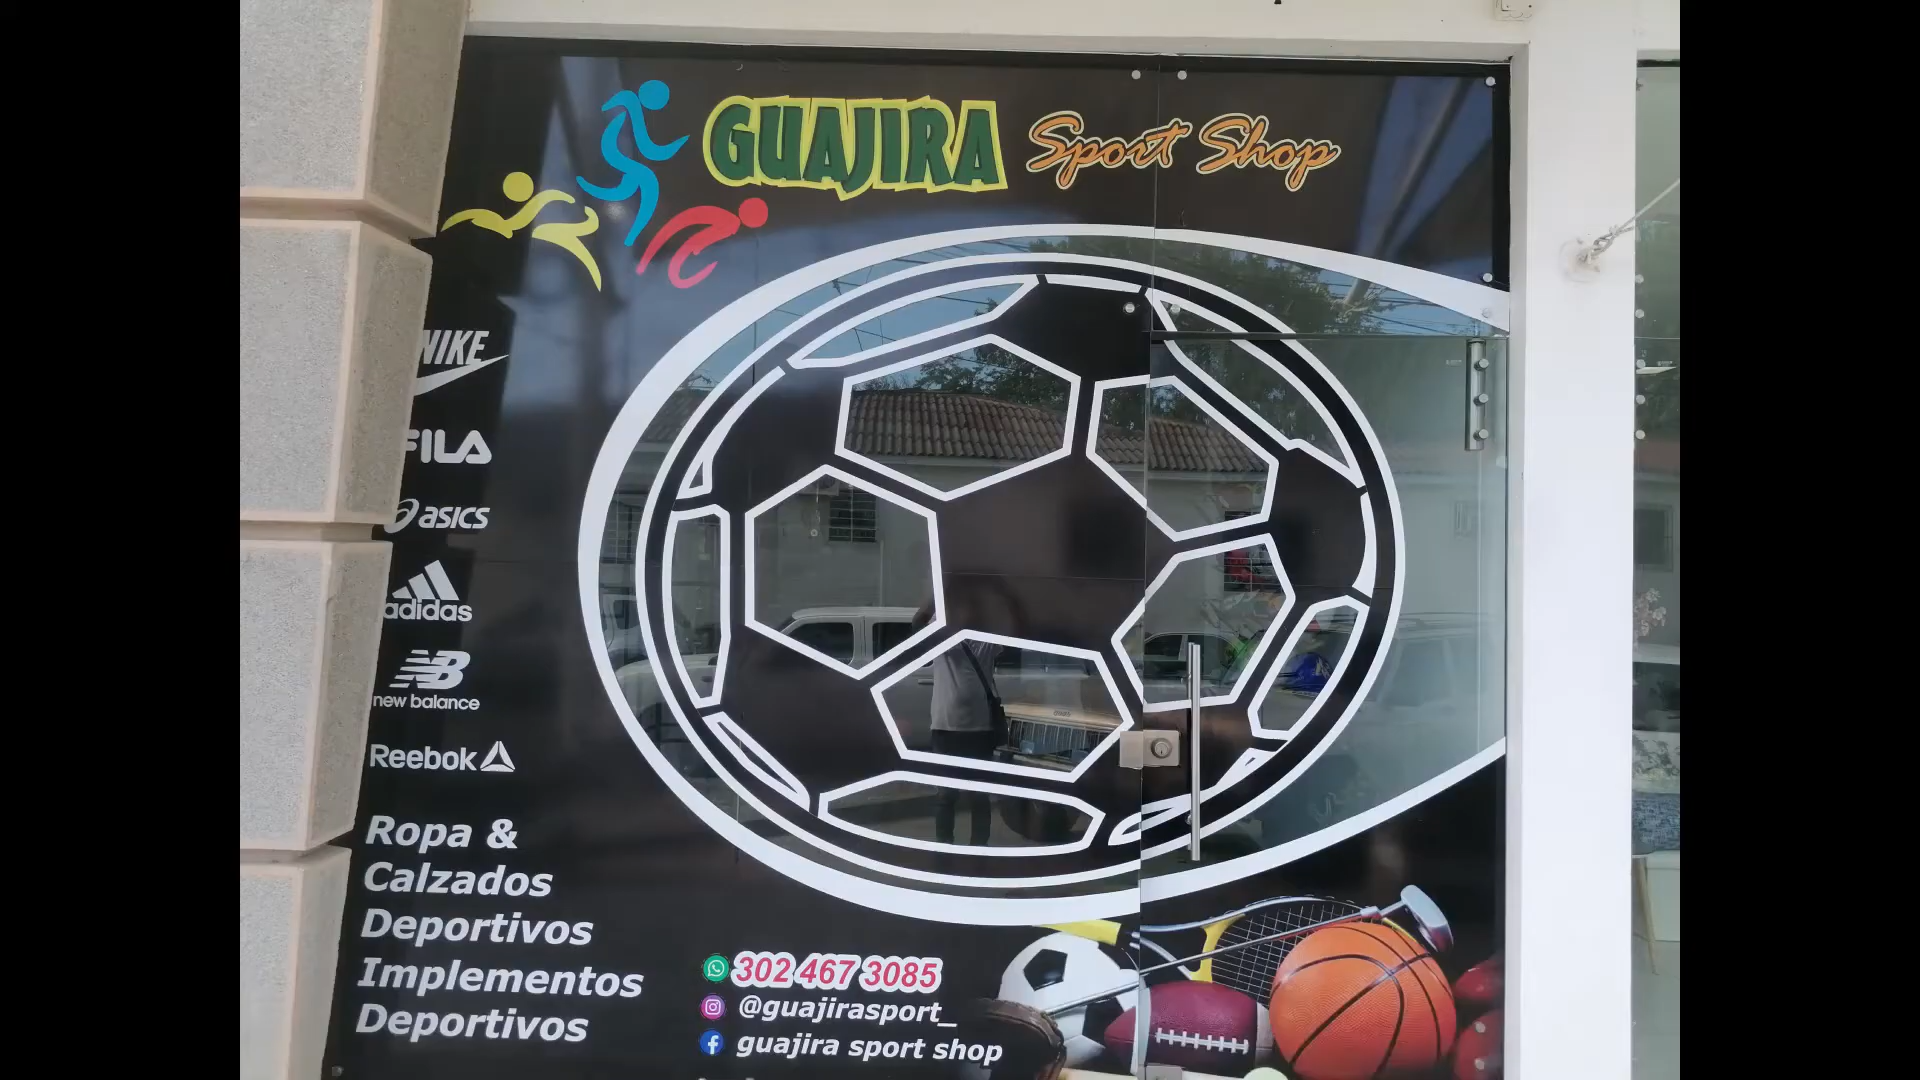 GUAJIRA Sport Shop
NIKE
FILA
asics
adidas
NB
new balance
Reebok
Ropa &
Calzados
Deportivos
Implementos
Deportivos
302 467 3085
@guajirasport_
guajira sport shop